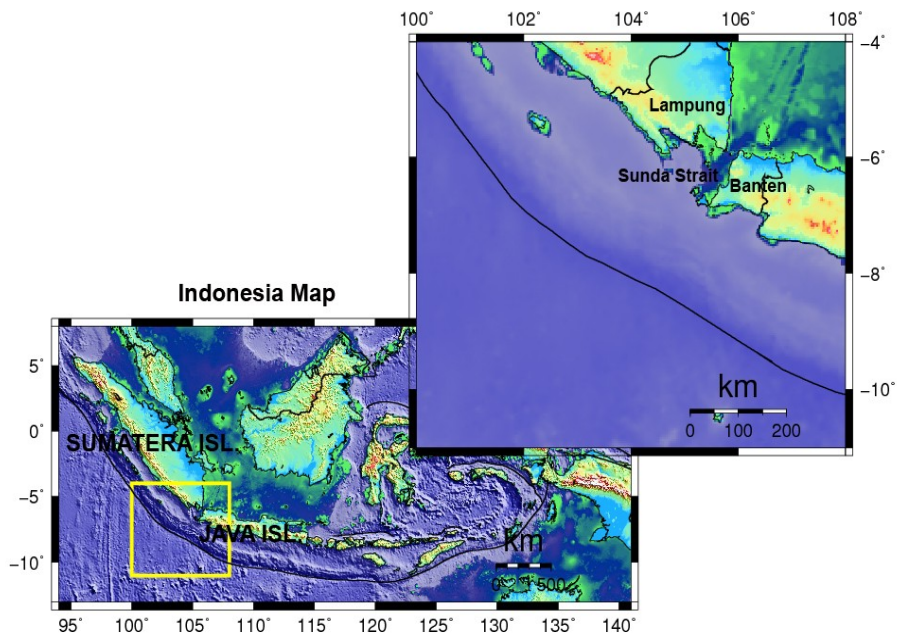 100° 102° 104° 106° 108°
-4°
Lampung
-6°
Sunda Strait
Banten
-8°
km
-10°
0 100 200
Indonesia Map
5°
0°
SUMATERA ISL.
-5°
JAVA ISL.
km
-10°
0 500
95 100 105 110 115 120 125 130 135 140